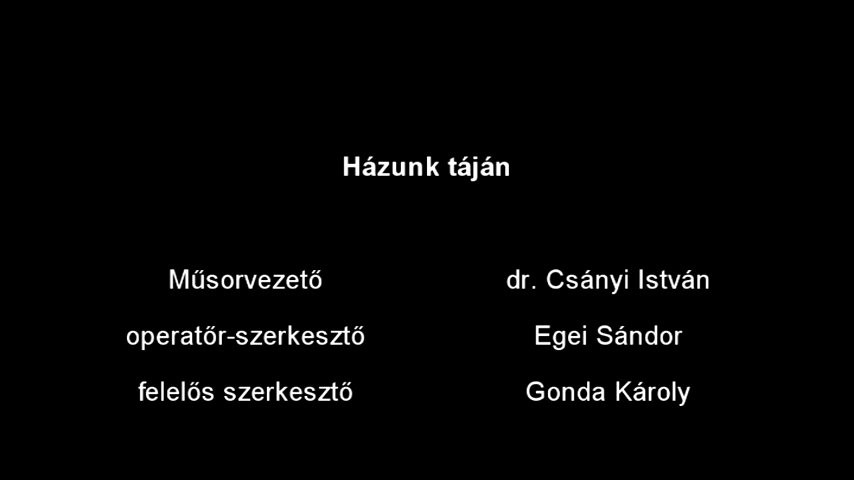 Házunk táján
Műsorvezető dr. Csányi István
operatőr-szerkesztő Egei Sándor
felelős szerkesztő Gonda Károly